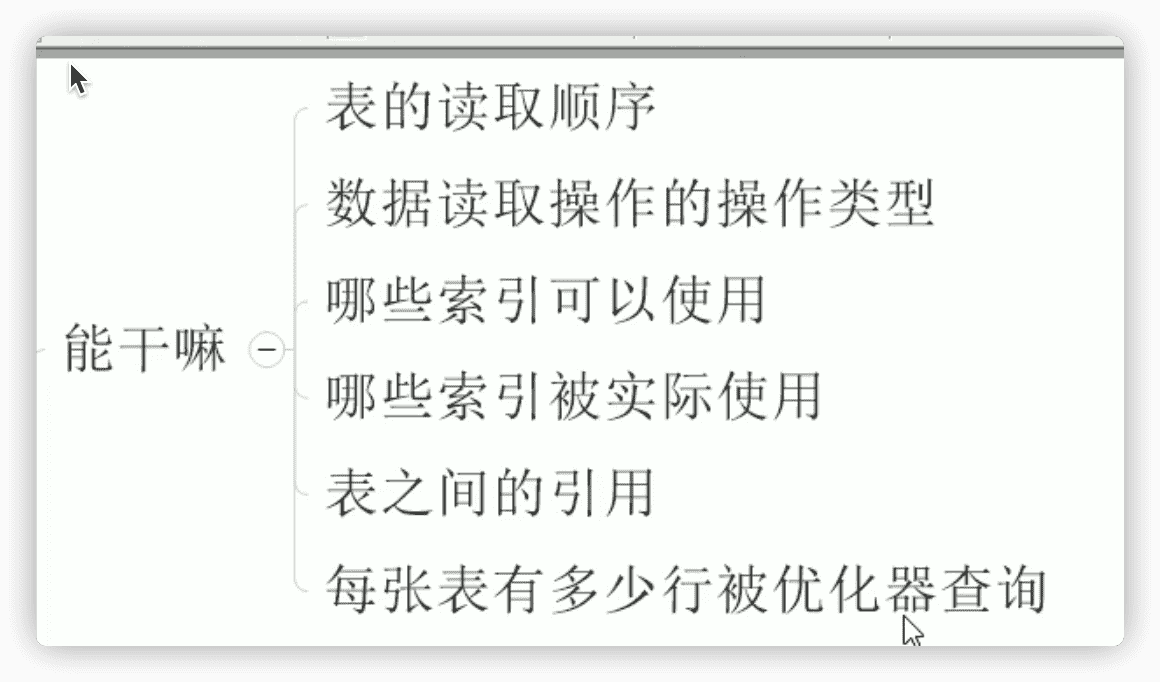 表的读取顺序
数据读取操作的操作类型
哪些索引可以使用
能干嘛
哪些索引被实际使用
表之间的引用
每张表有多少行被优化器查询